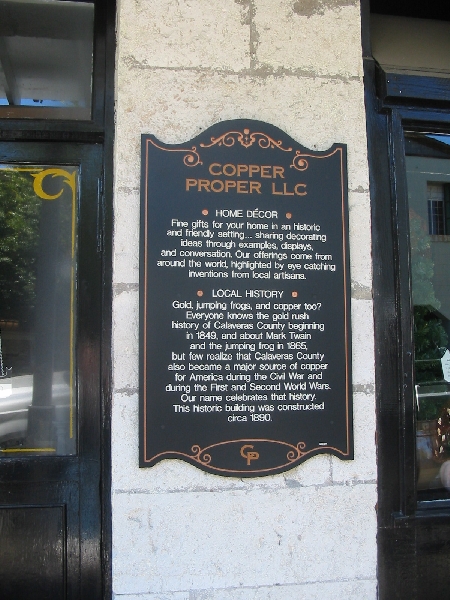 COPPER
PROPER LLC
HOME DÉCOR
Fine gifts for your home in an historic
and friendly setting... sharing decorating
ideas through examples, displays,
and conversation. Our offerings come from
around the world, highlighted by eye catching
inventions from local artisans.
LOCAL HISTORY
Gold, jumping frogs, and copper too?
Everyone knows the gold rush
history of Calaveras County beginning
in 1849, and about Mark Twain
and the jumping frog in 1865,
but few realize that Calaveras County
also became a major source of copper
for America during the Civil War and
during the First and Second World Wars.
Our name celebrates that history.
This historic building was constructed
circa 1890.
CP